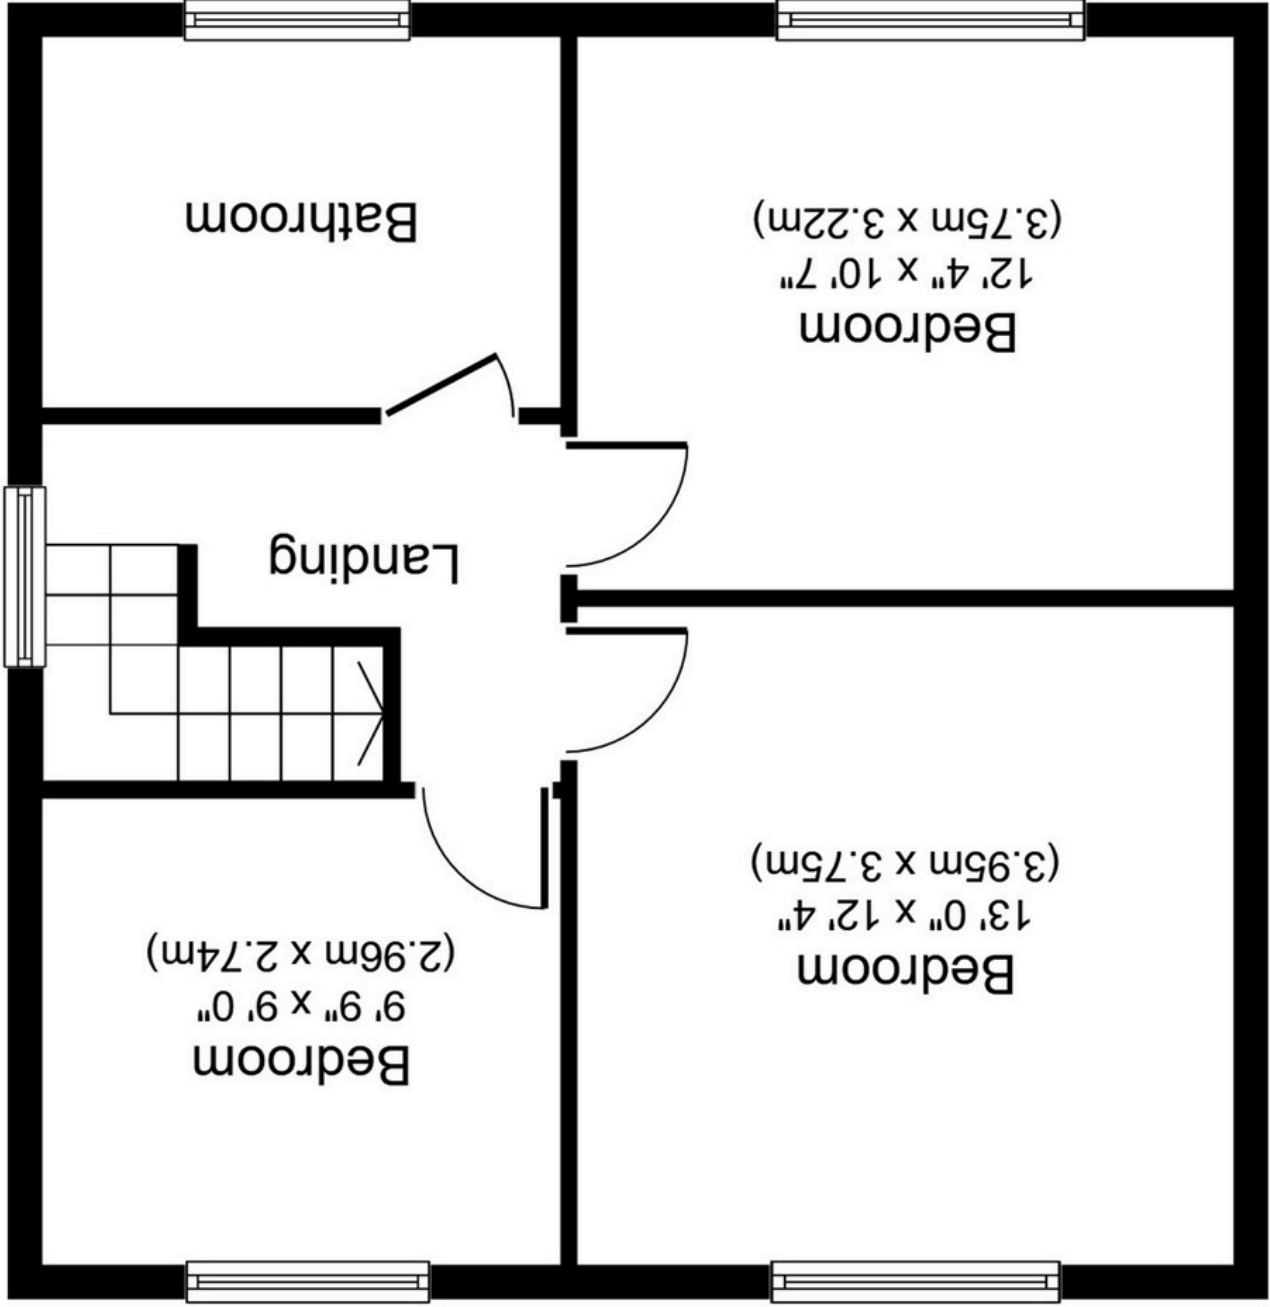 Bedroom
13' 0" x 12' 4"
(3.95m x 3.75m)
Bedroom
9' 9" x 9' 0"
(2.96m x 2.74m)
Landing
Bedroom
12' 4" x 10' 7"
(3.75m x 3.22m)
Bathroom